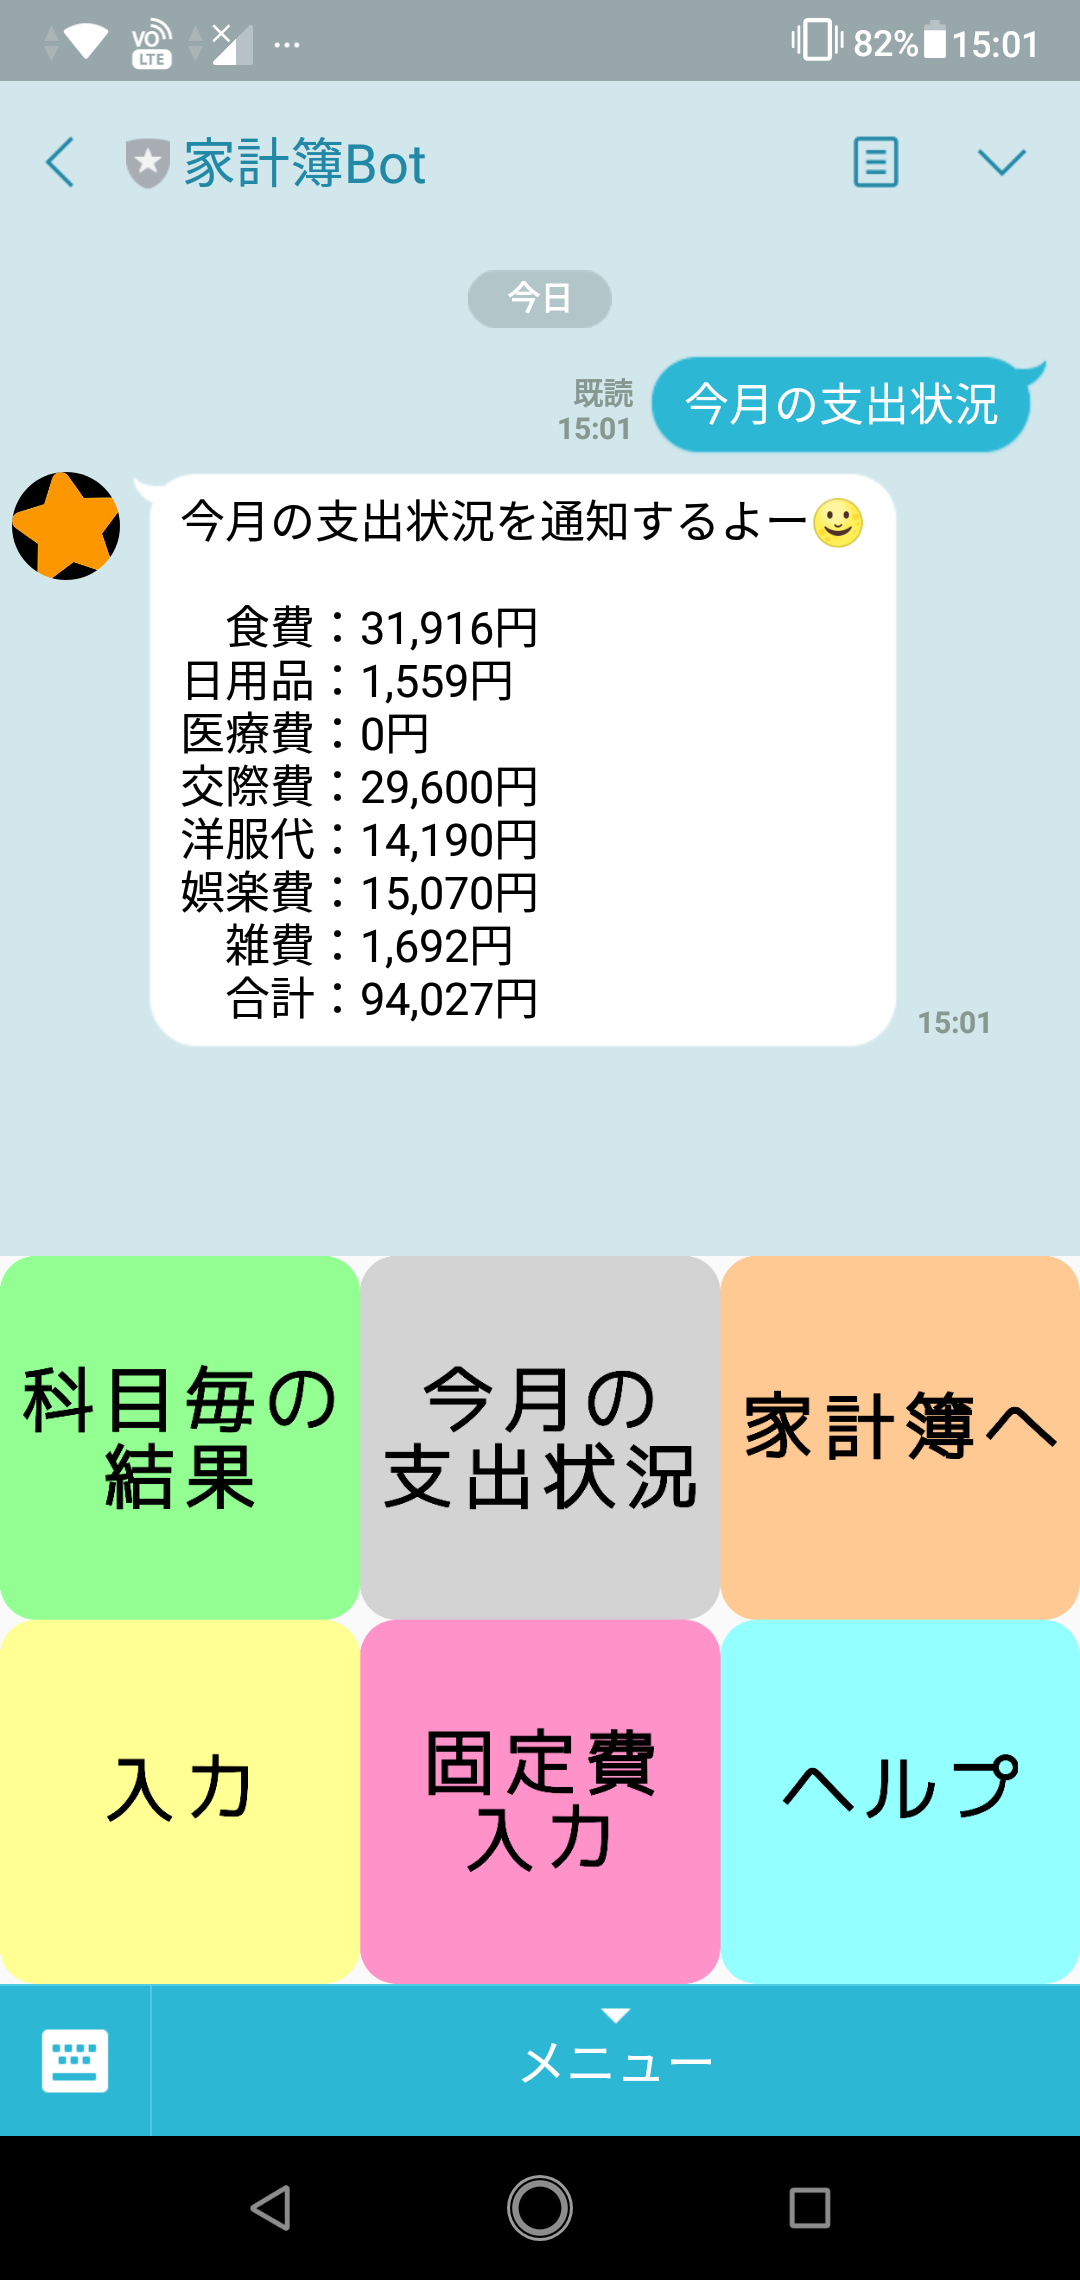 VO LTE ... 82% 15:01
家計簿Bot
今日
既読
15:01
今月の支出状況
今月の支出状況を通知するよー
食費：31,916円
日用品：1,559円
医療費：0円
交際費：29,600円
洋服代：14,190円
娯楽費：15,070円
雑費：1,692円
合計：94,027円
15:01
科目毎の
結果
今月の
支出状況
家計簿へ
入力
固定費
入力
ヘルプ
メニュー